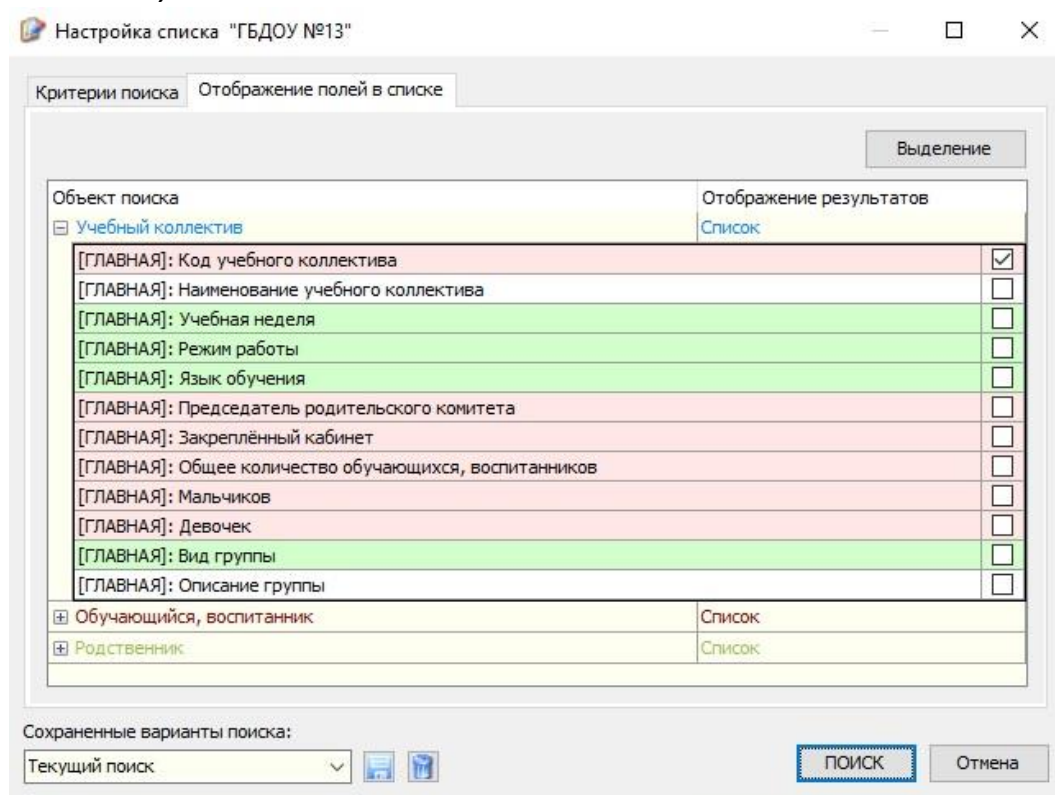 Настройка списка "ГБДОУ №13"
Критерии поиска Отображение полей в списке
Выделение
Объект поиска Отображение результатов
Учебный коллектив Список
[ГЛАВНАЯ]: Код учебного коллектива
[ГЛАВНАЯ]: Наименование учебного коллектива
[ГЛАВНАЯ]: Учебная неделя
[ГЛАВНАЯ]: Режим работы
[ГЛАВНАЯ]: Язык обучения
[ГЛАВНАЯ]: Председатель родительского комитета
[ГЛАВНАЯ]: Закреплённый кабинет
[ГЛАВНАЯ]: Общее количество обучающихся, воспитанников
[ГЛАВНАЯ]: Мальчиков
[ГЛАВНАЯ]: Девочек
[ГЛАВНАЯ]: Вид группы
[ГЛАВНАЯ]: Описание группы
Обучающийся, воспитанник Список
Родственник Список
Сохраненные варианты поиска:
Текущий поиск ПОИСК Отмена